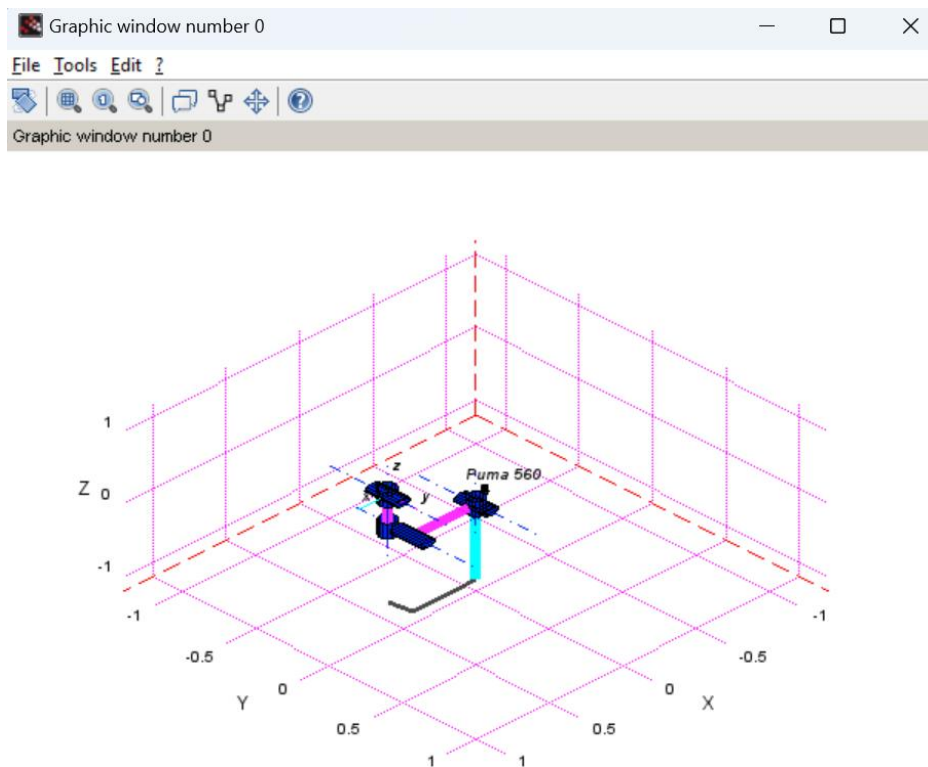 Graphic window number 0
File Tools Edit ?
Graphic window number 0
1
Z 0
-1
z
Puma 560
x y
-1 -1
-0.5 -0.5
Y 0 0 X
0.5 0.5
1 1